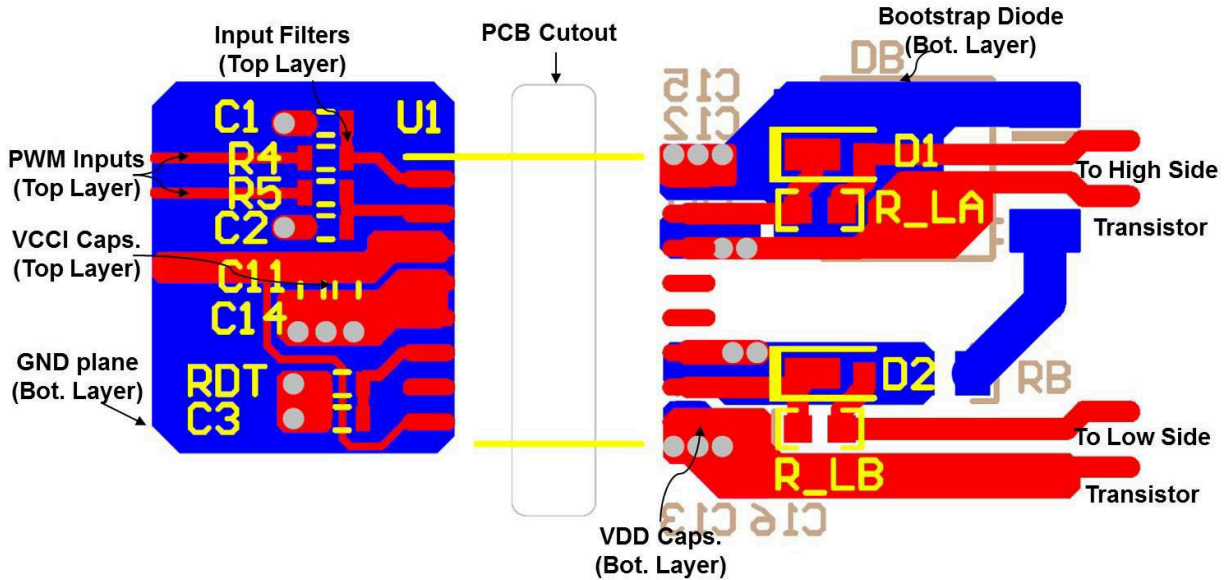 Input Filters
(Top Layer)
PCB Cutout
Bootstrap Diode
(Bot. Layer)
DB
C15
C12
C1
U1
PWM Inputs
(Top Layer)
R4
R5
D1
To High Side
C2
R_LA
Transistor
VCCI Caps.
(Top Layer)
C11
C14
GND plane
(Bot. Layer)
RDT
C3
D2
RB
To Low Side
R_LB
Transistor
C13
C16
VDD Caps.
(Bot. Layer)